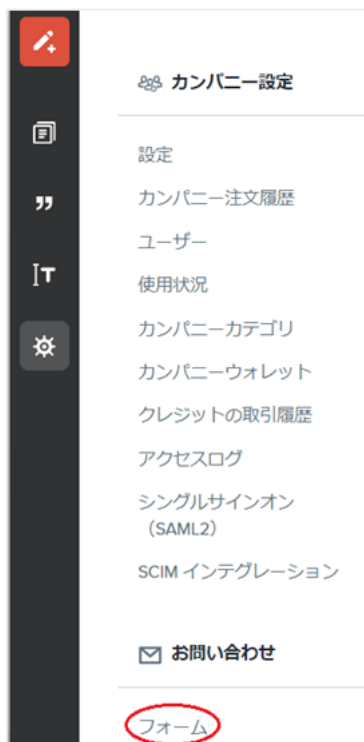 カンパニー設定
設定
カンパニー注文履歴
ユーザー
使用状況
カンパニーカテゴリ
カンパニーウォレット
クレジットの取引履歴
アクセスログ
シングルサインオン
（SAML2）
SCIM インテグレーション
お問い合わせ
フォーム